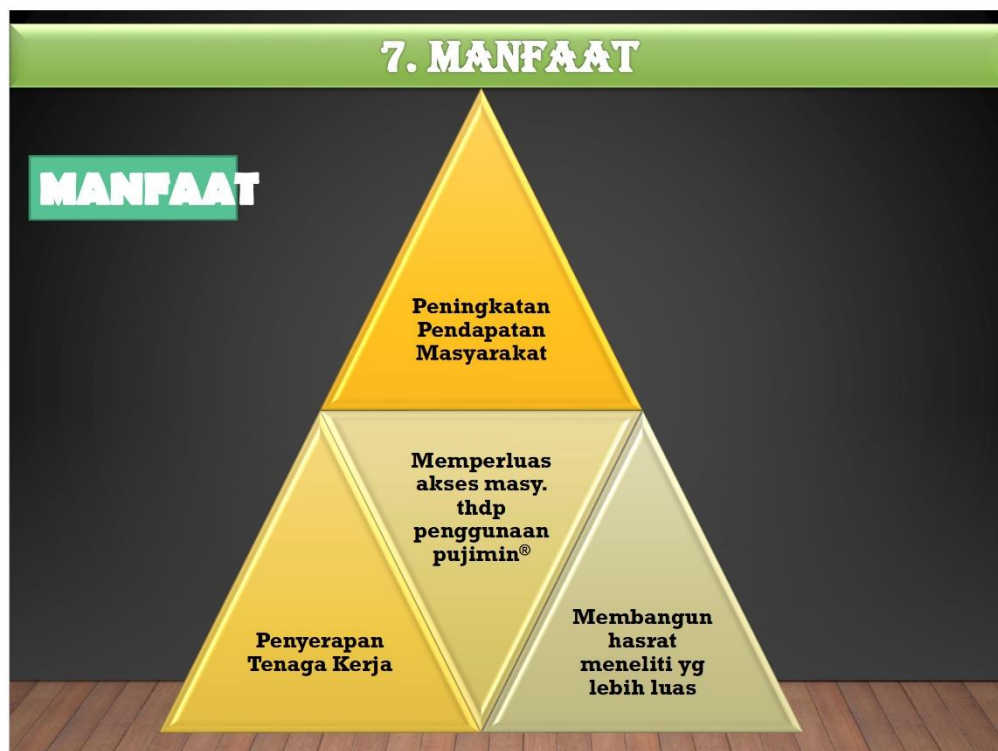 7. MANFAAT
MANFAAT
Peningkatan
Pendapatan
Masyarakat
Memperluas
akses masy.
thdp
penggunaan
pujimin®
Penyerapan
Tenaga Kerja
Membangun
hasrat
meneliti yg
lebih luas